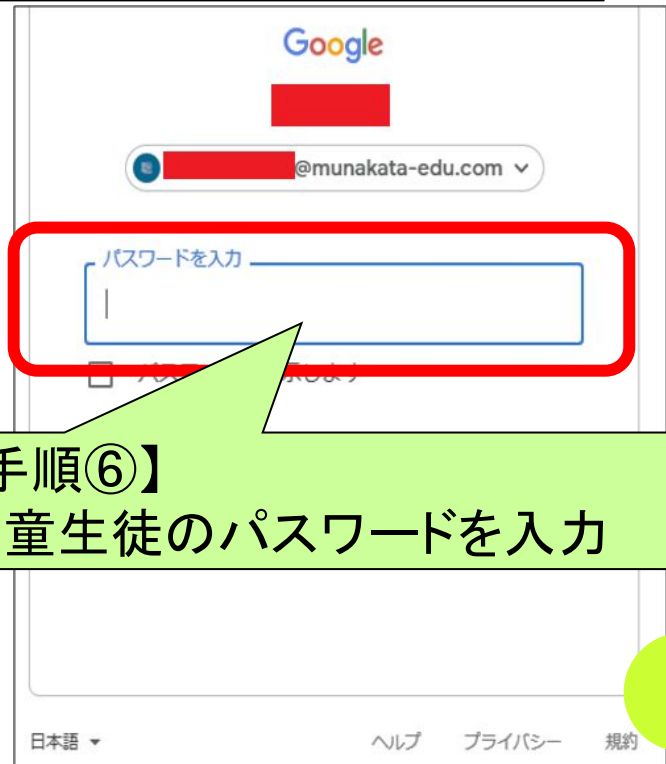 Google
@munakata-edu.com
パスワードを入力
手順⑥】
童生徒のパスワードを入力
日本語
ヘルプ プライバシー 規約